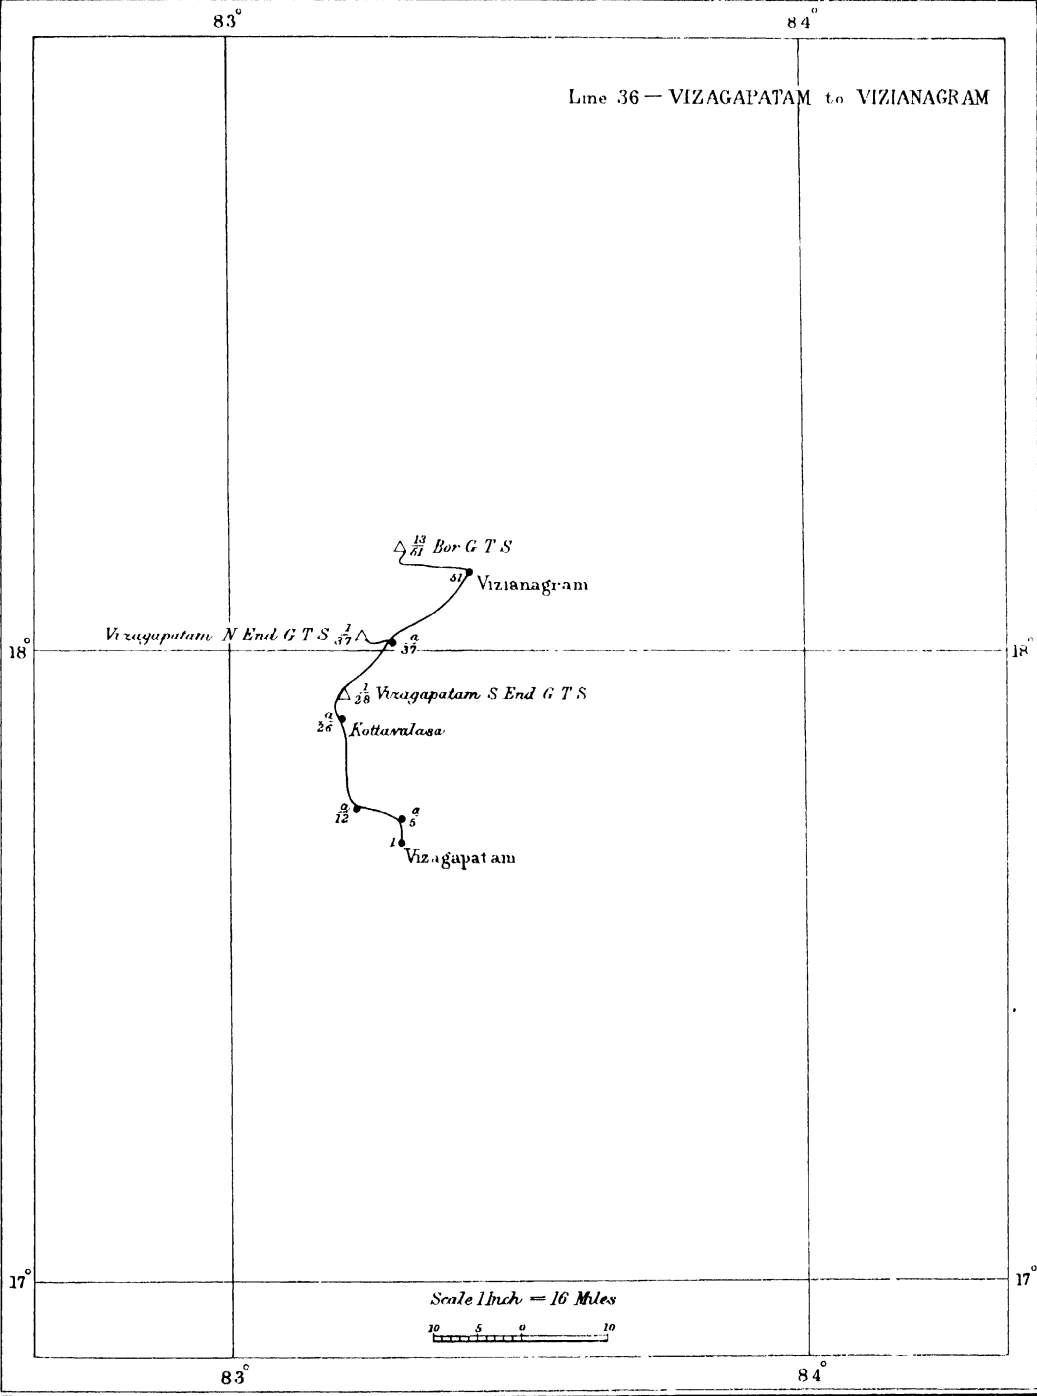 83° 84°
Line 36 — VIZAGAPATAM to VIZIANAGRAM
13/51 Bor G T S
51 Vizianagram
Vizagapatam N End G T S 1/37
a/37
18° 18°
1/28 Vizagapatam S End G T S
a/26 Kottavalasa
a/12 a/5
1 Vizagapatam
17° 17°
Scale 1 Inch = 16 Miles
10 5 0 10
83° 84°